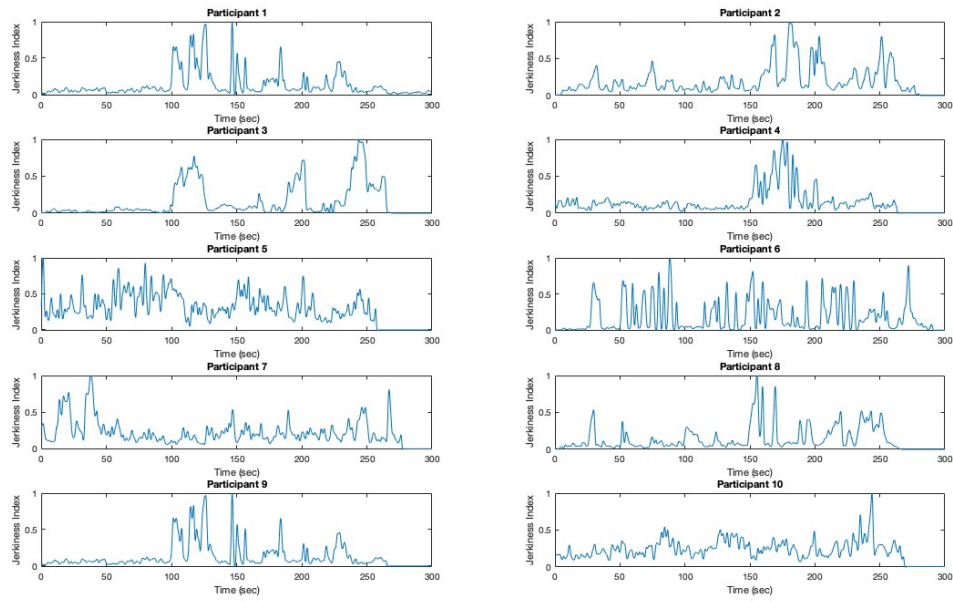 Participant 1
Jerkiness Index
1
0.5
0
0 50 100 150 200 250 300
Time (sec)
Participant 2
Jerkiness Index
1
0.5
0
0 50 100 150 200 250 300
Time (sec)
Participant 3
Jerkiness Index
1
0.5
0
0 50 100 150 200 250 300
Time (sec)
Participant 4
Jerkiness Index
1
0.5
0
0 50 100 150 200 250 300
Time (sec)
Participant 5
Jerkiness Index
1
0.5
0
0 50 100 150 200 250 300
Time (sec)
Participant 6
Jerkiness Index
1
0.5
0
0 50 100 150 200 250 300
Time (sec)
Participant 7
Jerkiness Index
1
0.5
0
0 50 100 150 200 250 300
Time (sec)
Participant 8
Jerkiness Index
1
0.5
0
0 50 100 150 200 250 300
Time (sec)
Participant 9
Jerkiness Index
1
0.5
0
0 50 100 150 200 250 300
Time (sec)
Participant 10
Jerkiness Index
1
0.5
0
0 50 100 150 200 250 300
Time (sec)